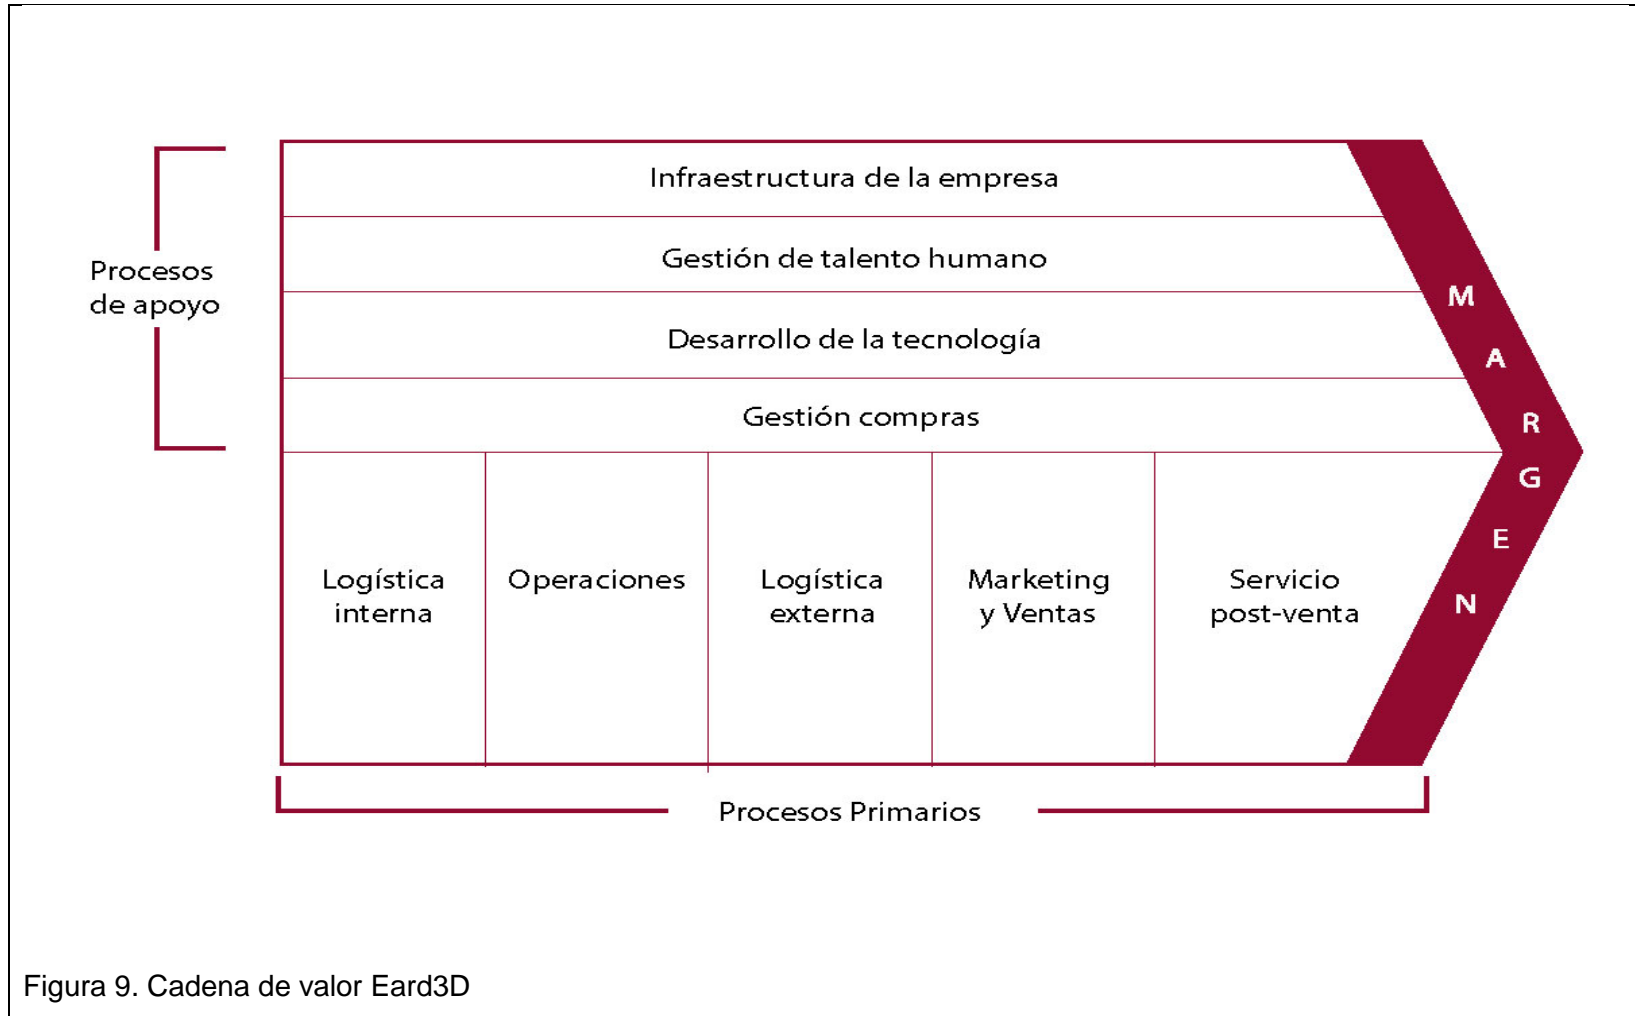 Infraestructura de la empresa
Gestión de talento humano
Desarrollo de la tecnología
Gestión compras
Procesos
de apoyo
Logística
interna
Operaciones
Logística
externa
Marketing
y Ventas
Servicio
post-venta
MARGEN
Procesos Primarios
Figura 9. Cadena de valor Eard3D